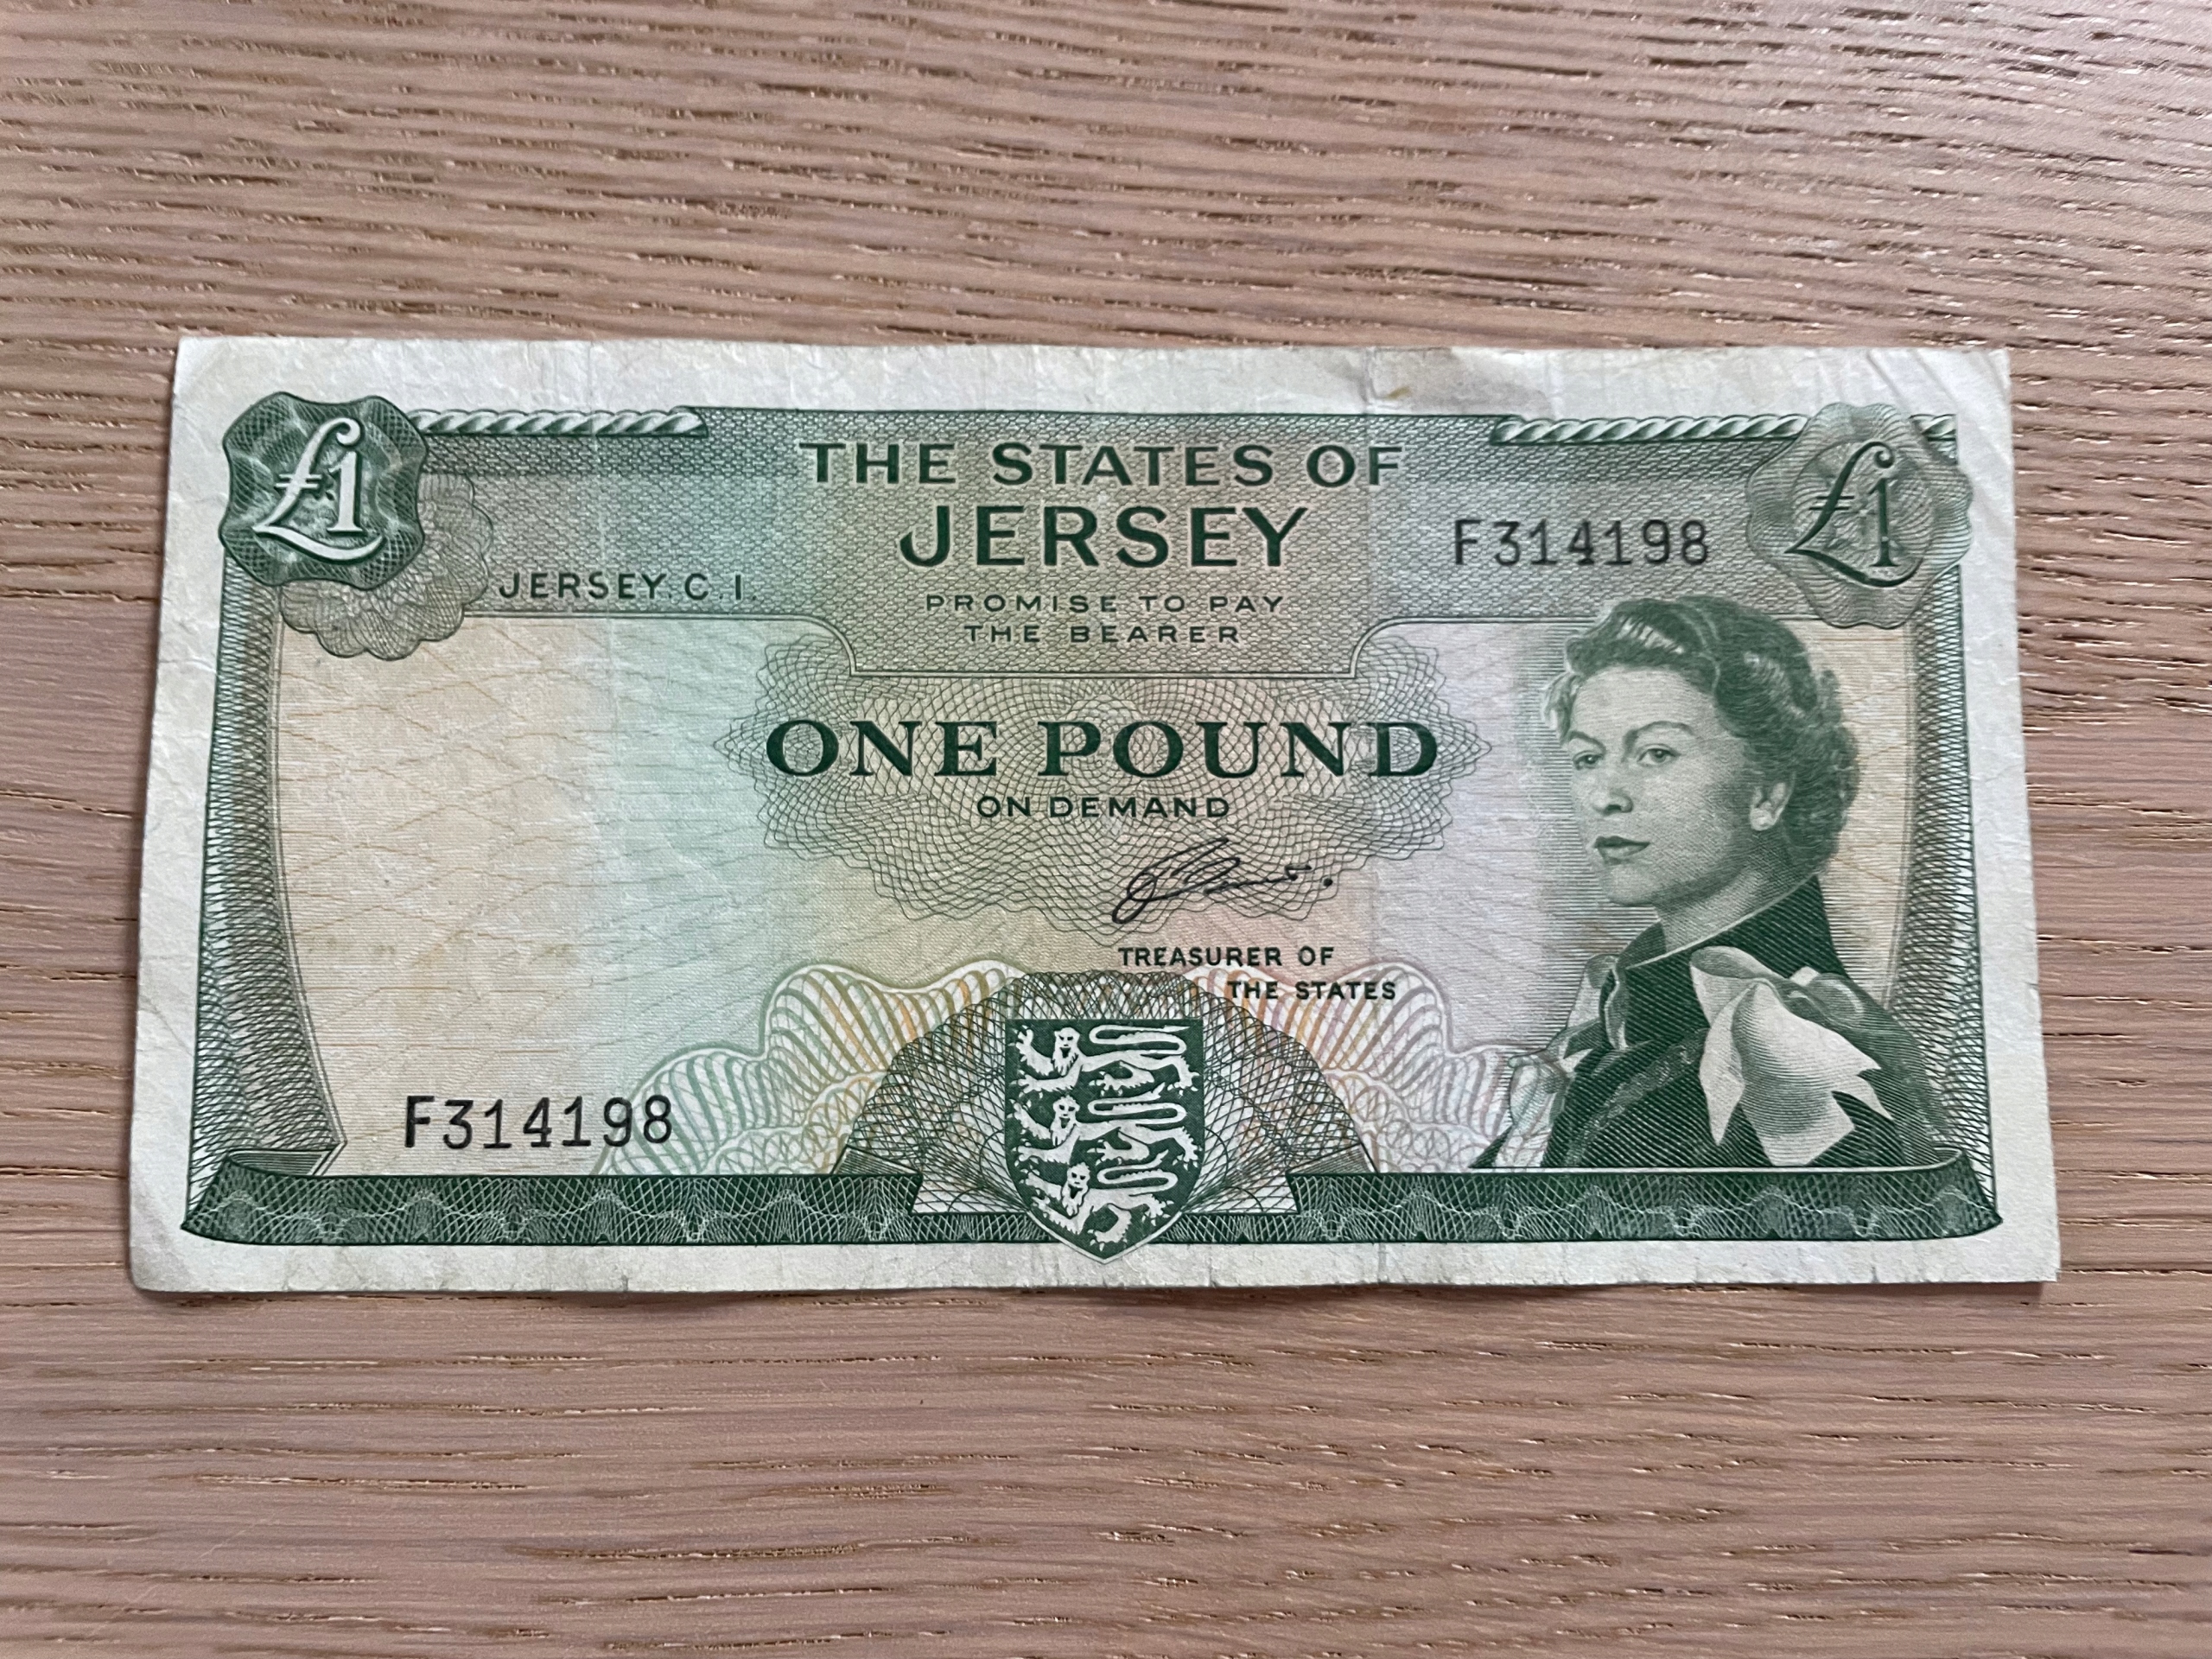 £1
£1
THE STATES OF
JERSEY
F314198
JERSEY. C. I.
PROMISE TO PAY
THE BEARER
ONE POUND
ON DEMAND
TREASURER OF
THE STATES
F314198